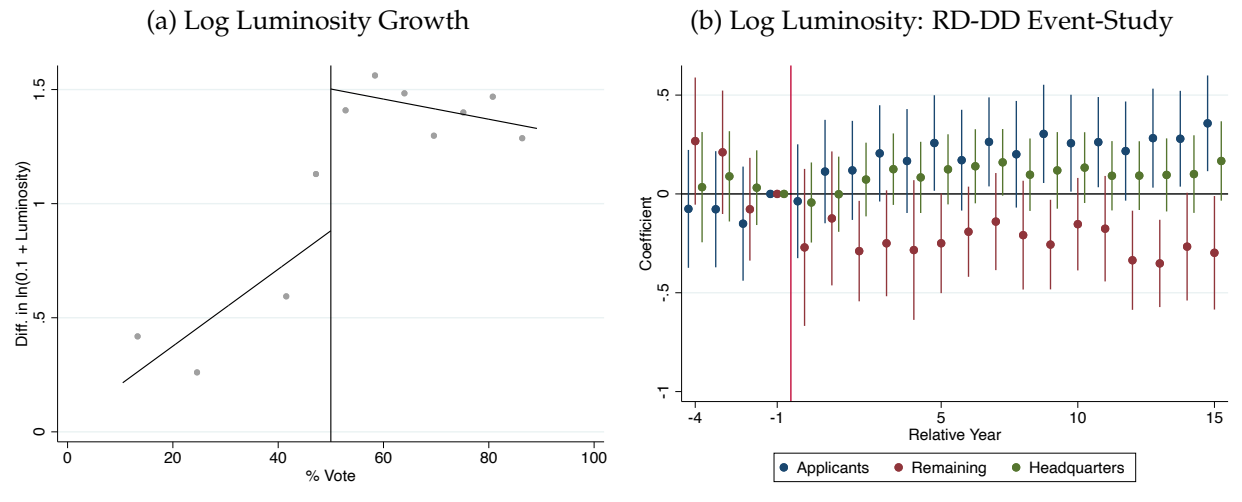 (a) Log Luminosity Growth
Diff. in ln(0.1 + Luminosity)
1.5
1
.5
0
0 20 40 60 80 100
% Vote
(b) Log Luminosity: RD-DD Event-Study
Coefficient
.5
0
-.5
-1
-4 -1 5 10 15
Relative Year
Applicants Remaining Headquarters